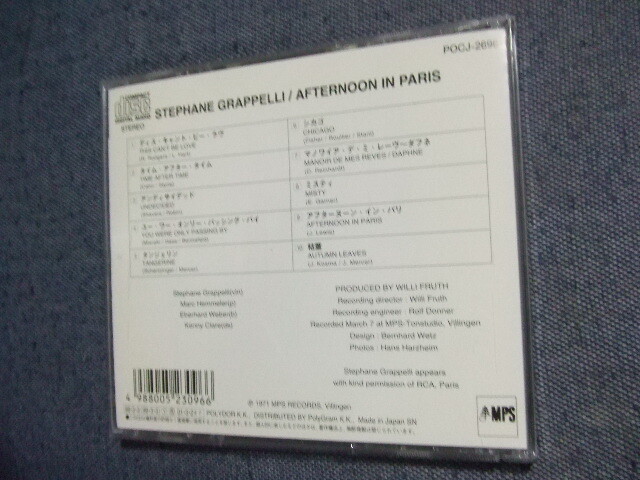 POCJ-269
COMPACT
disc
DIGITAL AUDIO
STEREO
STEPHANE GRAPPELLI / AFTERNOON IN PARIS
1. ディス・キャント・ビー・ラヴ
THIS CAN'T BE LOVE
(R. Rodgers / L. Hart)
2. タイム・アフター・タイム
TIME AFTER TIME
3. アンディサイデッド
UNDECIDED
4. ユー・ワー・オンリー・パッシング・バイ
YOU WERE ONLY PASSING BY
5. タンジェリン
TANGERINE
6. シカゴ
CHICAGO
7. マノワイア・デ・ミ・レーヴ〜ダフネ
MANOIR DE MES REVES / DAPHNE
(D. Reinhardt)
8. ミスティ
MISTY
(E. Garner)
9. アフタヌーン・イン・パリ
AFTERNOON IN PARIS
(J. Lewis)
10. 枯葉
AUTUMN LEAVES
(J. Kosma / J. Mercer)
Stephane Grappelli(vln)
Marc Hemmeler(p)
Eberhard Weber(b)
Kenny Clare(ds)
PRODUCED BY WILLI FRUTH
Recording director : Willi Fruth
Recording engineer : Rolf Donner
Recorded March 7 at MPS-Tonstudio, Villingen
Design : Bernhard Wetz
Photos : Hans Harzheim
Stephane Grappelli appears
with kind permission of RCA, Paris
4 988005 230966
℗ 1971 MPS RECORDS, Villingen.
POLYDOR K.K., DISTRIBUTED BY PolyGram K.K., Made in Japan SN
MPS